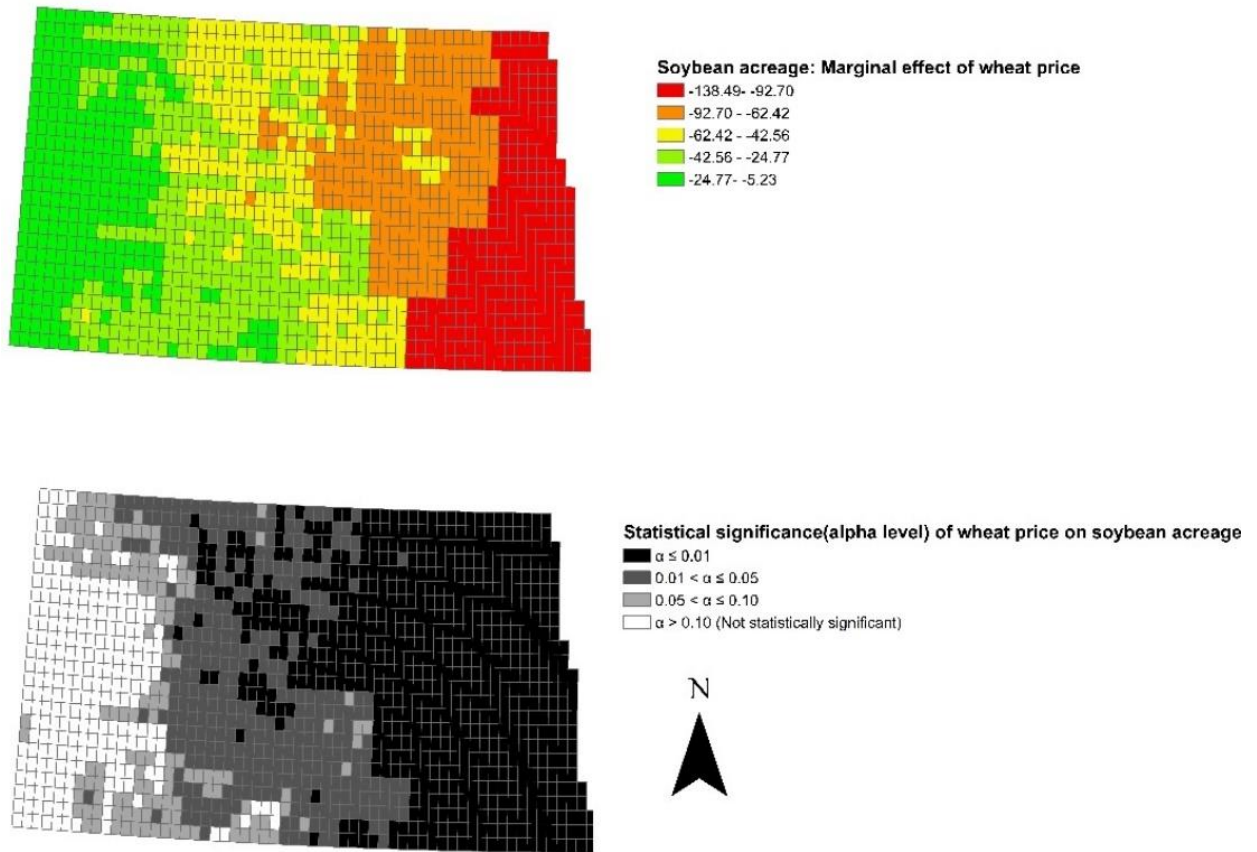 Soybean acreage: Marginal effect of wheat price
-138.49- -92.70
-92.70 - -62.42
-62.42 - -42.56
-42.56 - -24.77
-24.77- -5.23
Statistical significance(alpha level) of wheat price on soybean acreage
α ≤ 0.01
0.01 < α ≤ 0.05
0.05 < α ≤ 0.10
α > 0.10 (Not statistically significant)
N